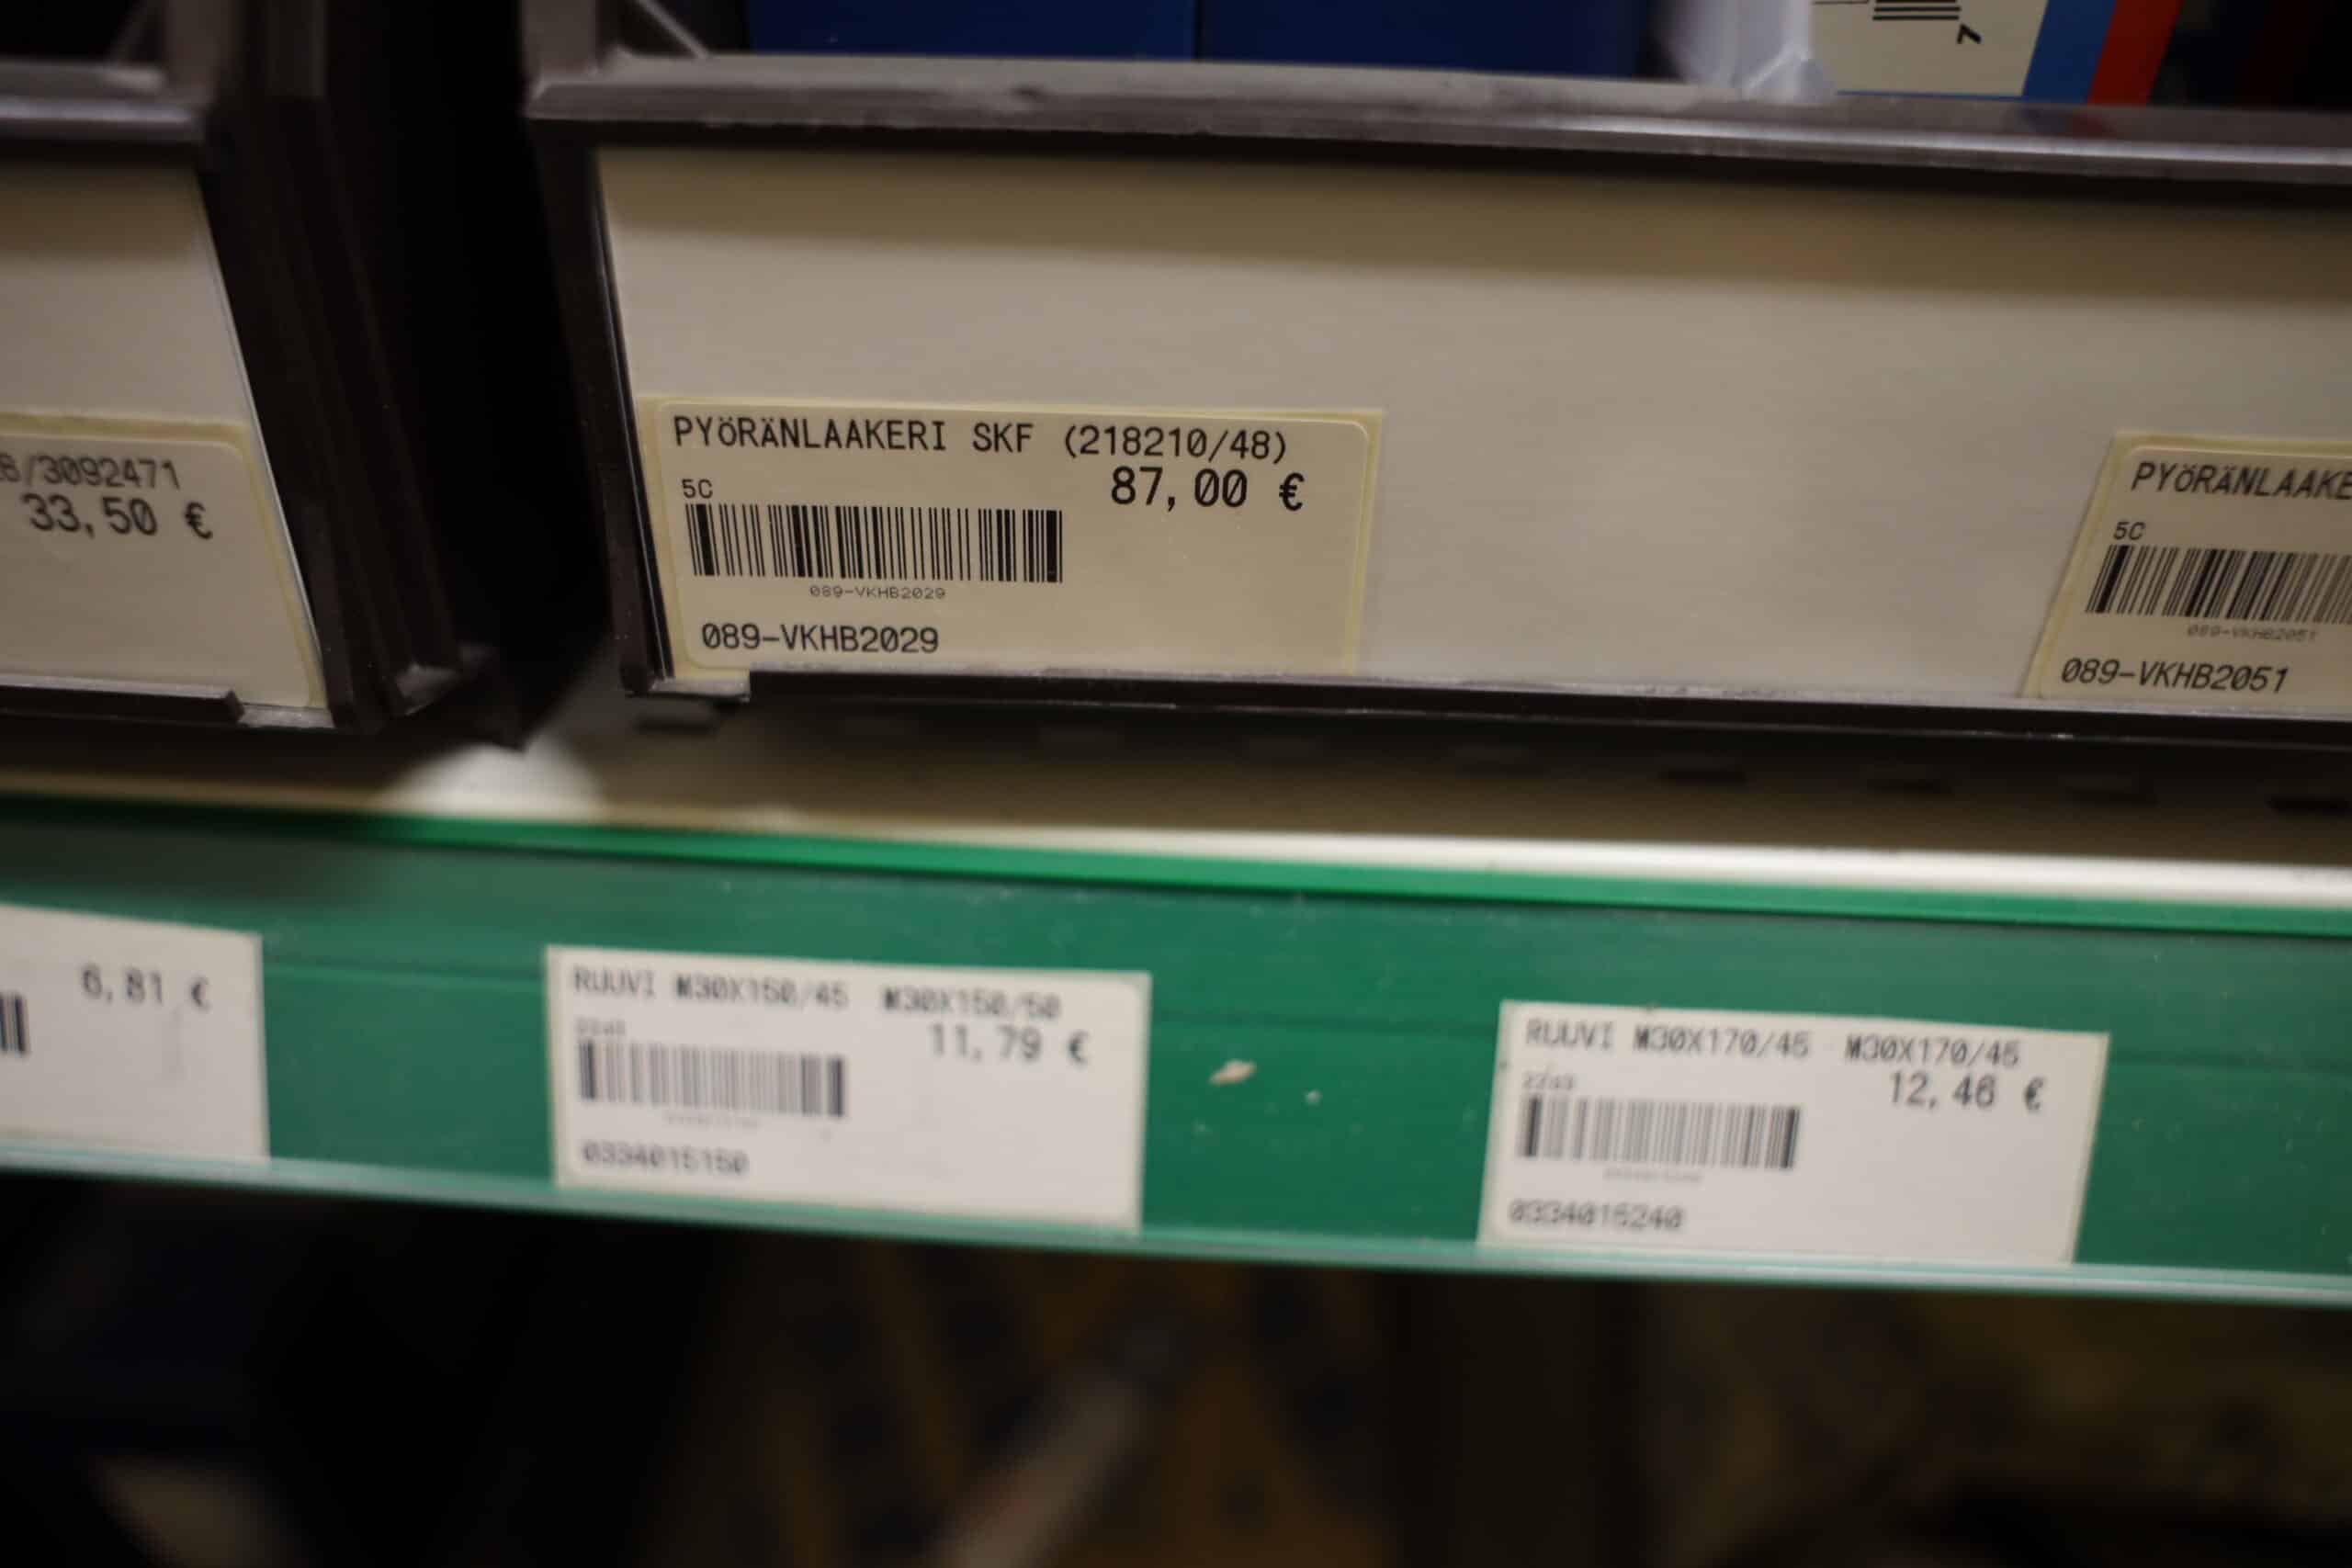 7
B/3092471
33,50 €
PYÖRÄNLAAKERI SKF (218210/48)
87,00 €
5C
089-VKHB2029
089-VKHB2029
PYÖRÄNLAAKE
5C
089-VKHB2051
089-VKHB2051
6,81 €
RUUVI M30X150/45 M30X150/50
11,79 €
0334015150
RUUVI M30X170/45 M30X170/45
12,46 €
0334015240